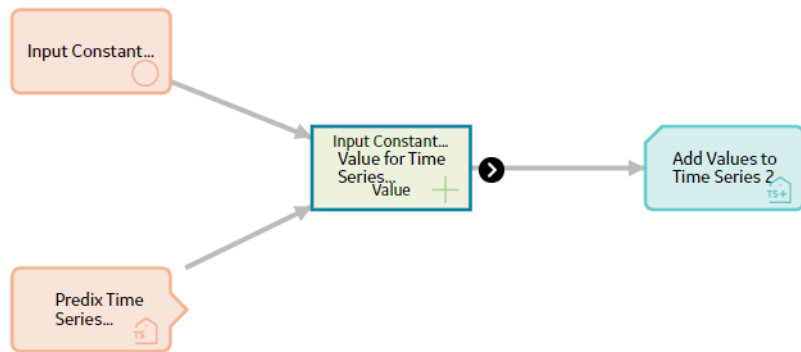 Input Constant...
Input Constant...
Value for Time
Series...
Value
Add Values to
Time Series 2
TS+
Predix Time
Series...
TS